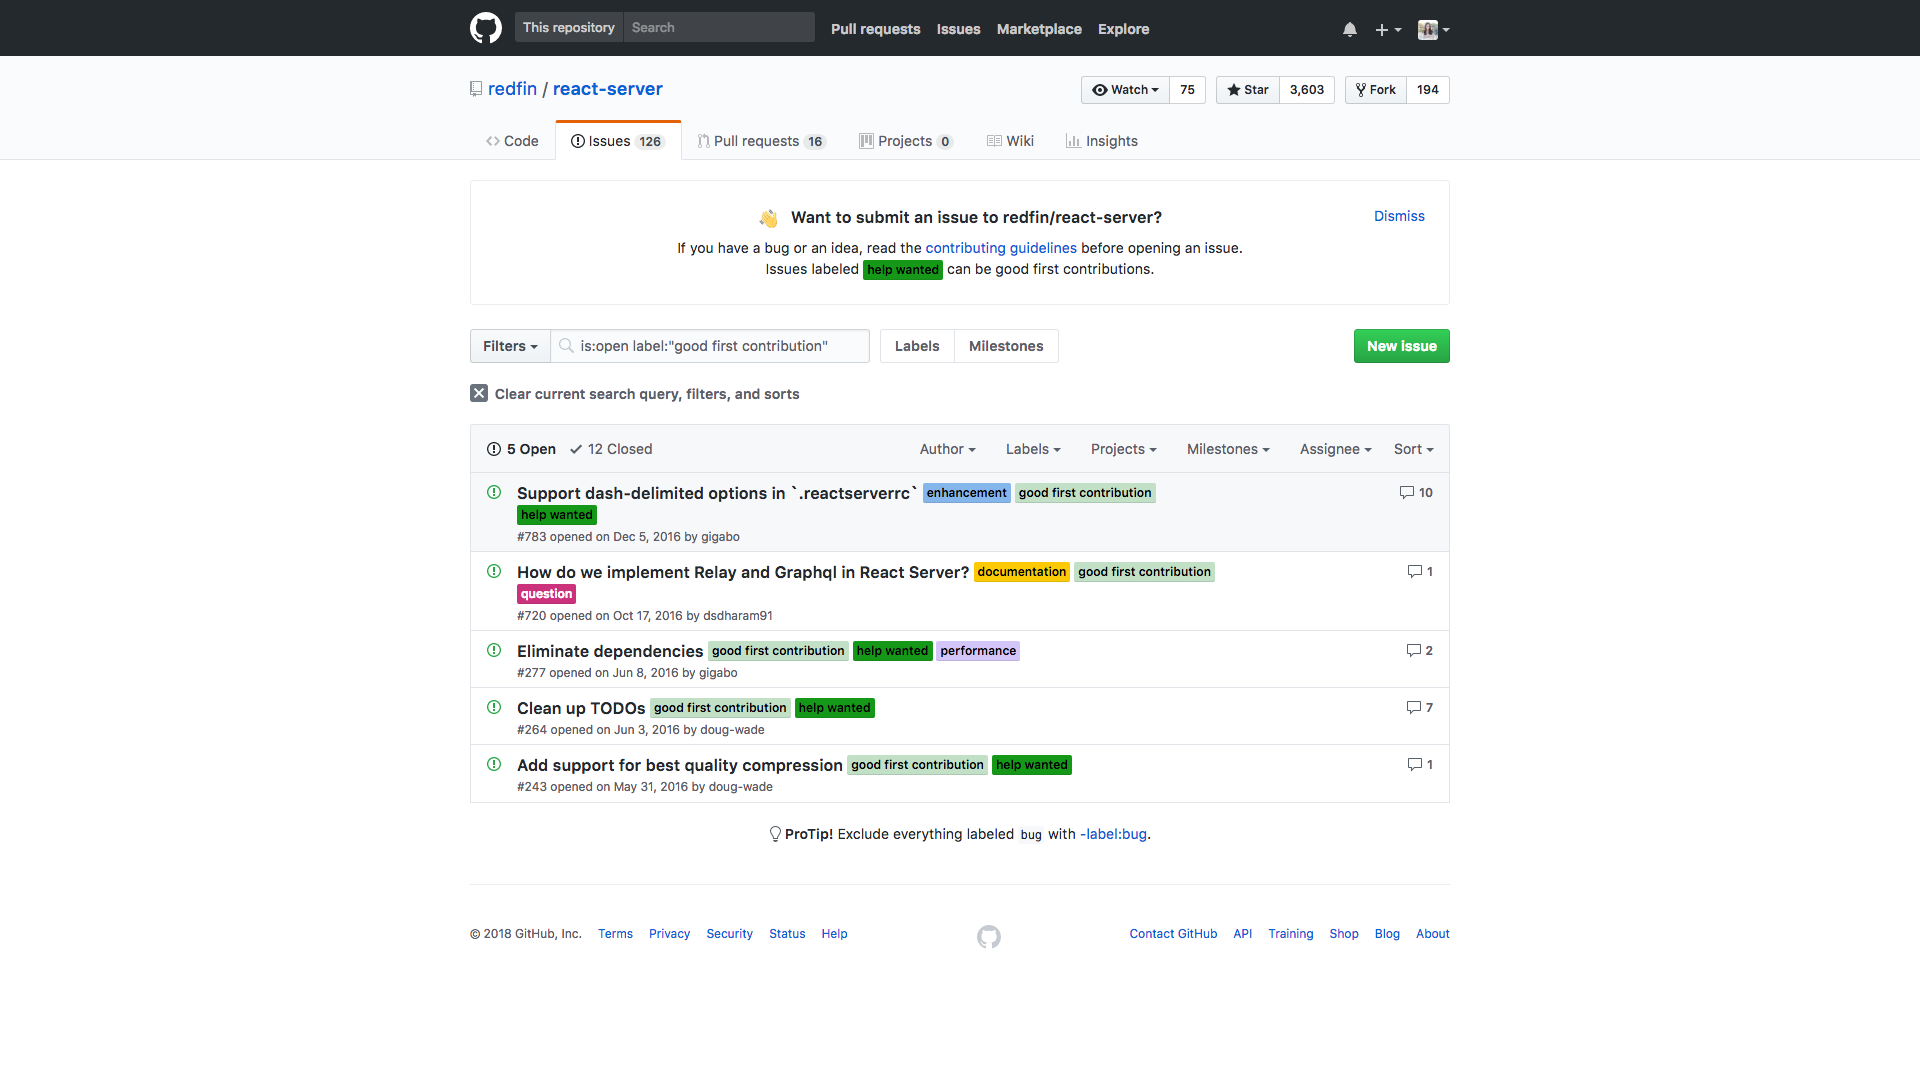 This repository Search Pull requests Issues Marketplace Explore
redfin / react-server Watch 75 Star 3,603 Fork 194
Code Issues 126 Pull requests 16 Projects 0 Wiki Insights
Want to submit an issue to redfin/react-server? Dismiss
If you have a bug or an idea, read the contributing guidelines before opening an issue.
Issues labeled help wanted can be good first contributions.
Filters is:open label:"good first contribution" Labels Milestones New issue
Clear current search query, filters, and sorts
5 Open 12 Closed Author Labels Projects Milestones Assignee Sort
Support dash-delimited options in `.reactserverrc` enhancement good first contribution 10
help wanted
#783 opened on Dec 5, 2016 by gigabo
How do we implement Relay and Graphql in React Server? documentation good first contribution 1
question
#720 opened on Oct 17, 2016 by dsdharam91
Eliminate dependencies good first contribution help wanted performance 2
#277 opened on Jun 8, 2016 by gigabo
Clean up TODOs good first contribution help wanted 7
#264 opened on Jun 3, 2016 by doug-wade
Add support for best quality compression good first contribution help wanted 1
#243 opened on May 31, 2016 by doug-wade
ProTip! Exclude everything labeled bug with -label:bug.
© 2018 GitHub, Inc. Terms Privacy Security Status Help Contact GitHub API Training Shop Blog About